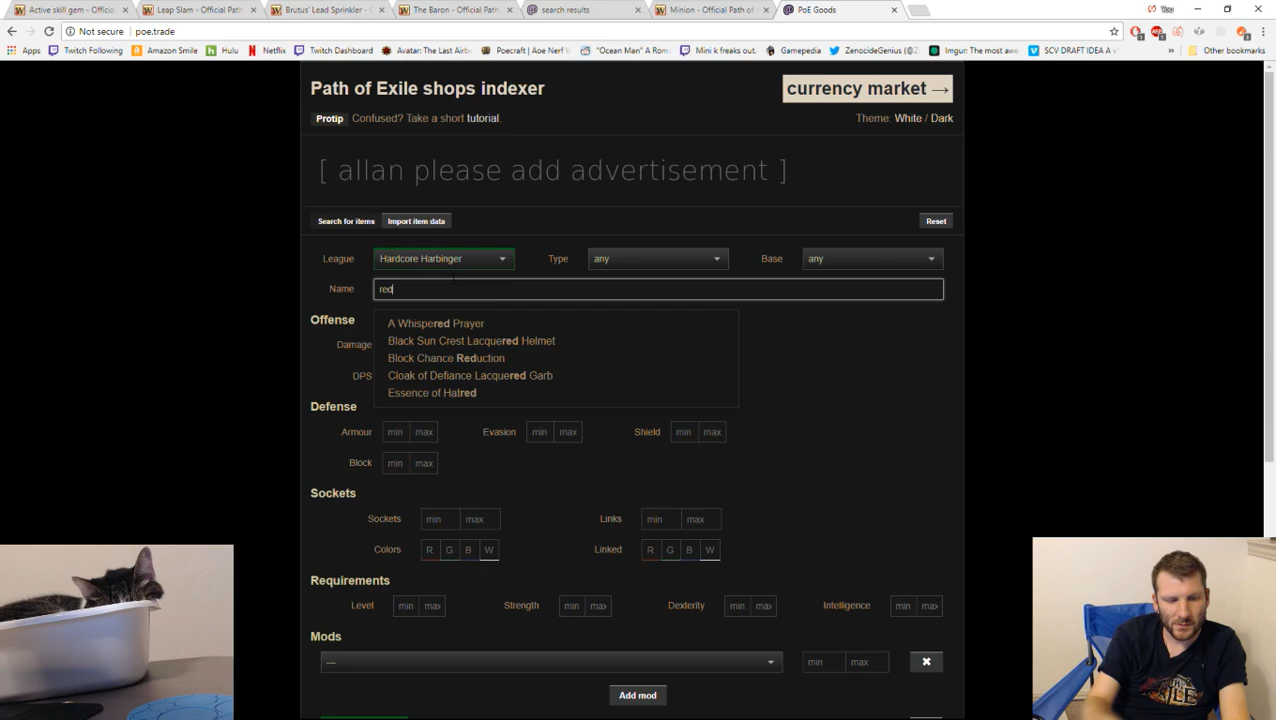 Active skill gem - Official
Leap Slam - Official Path
Brutus' Lead Sprinkler - C
The Baron - Official Path
search results
Minion - Official Path of
PoE Goods
Not secure
poe.trade
Apps
Twitch Following
Amazon Smile
Hulu
Netflix
Twitch Dashboard
Avatar: The Last Airb
Poecraft | Aoe Nerf V
"Ocean Man" A Rom
Mini k freaks out.
Gamepedia
ZenocideGenius (@Z
Imgur: The most awe
SCV DRAFT IDEA A v
Other bookmarks
Path of Exile shops indexer
currency market →
Protip Confused? Take a short tutorial.
Theme: White / Dark
[ allan please add advertisement ]
Search for items
Import item data
Reset
League
Hardcore Harbinger
Type
any
Base
any
Name
red
Offense
A Whispered Prayer
Black Sun Crest Lacquered Helmet
Damage
Block Chance Reduction
DPS
Cloak of Defiance Lacquered Garb
Essence of Hatred
Defense
Armour
min
max
Evasion
min
max
Shield
min
max
Block
min
max
Sockets
Sockets
min
max
Links
min
max
Colors
R
G
B
W
Linked
R
G
B
W
Requirements
Level
min
max
Strength
min
max
Dexterity
min
max
Intelligence
min
max
Mods
---
min
max
Add mod